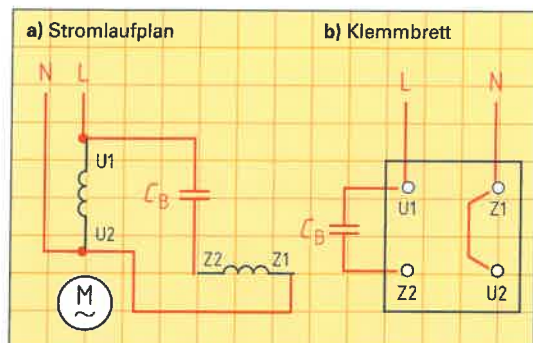 a) Stromlaufplan
b) Klemmbrett
N L
L N
U1
C_B
U2
Z2 Z1
M
~
U1 Z1
C_B
Z2 U2